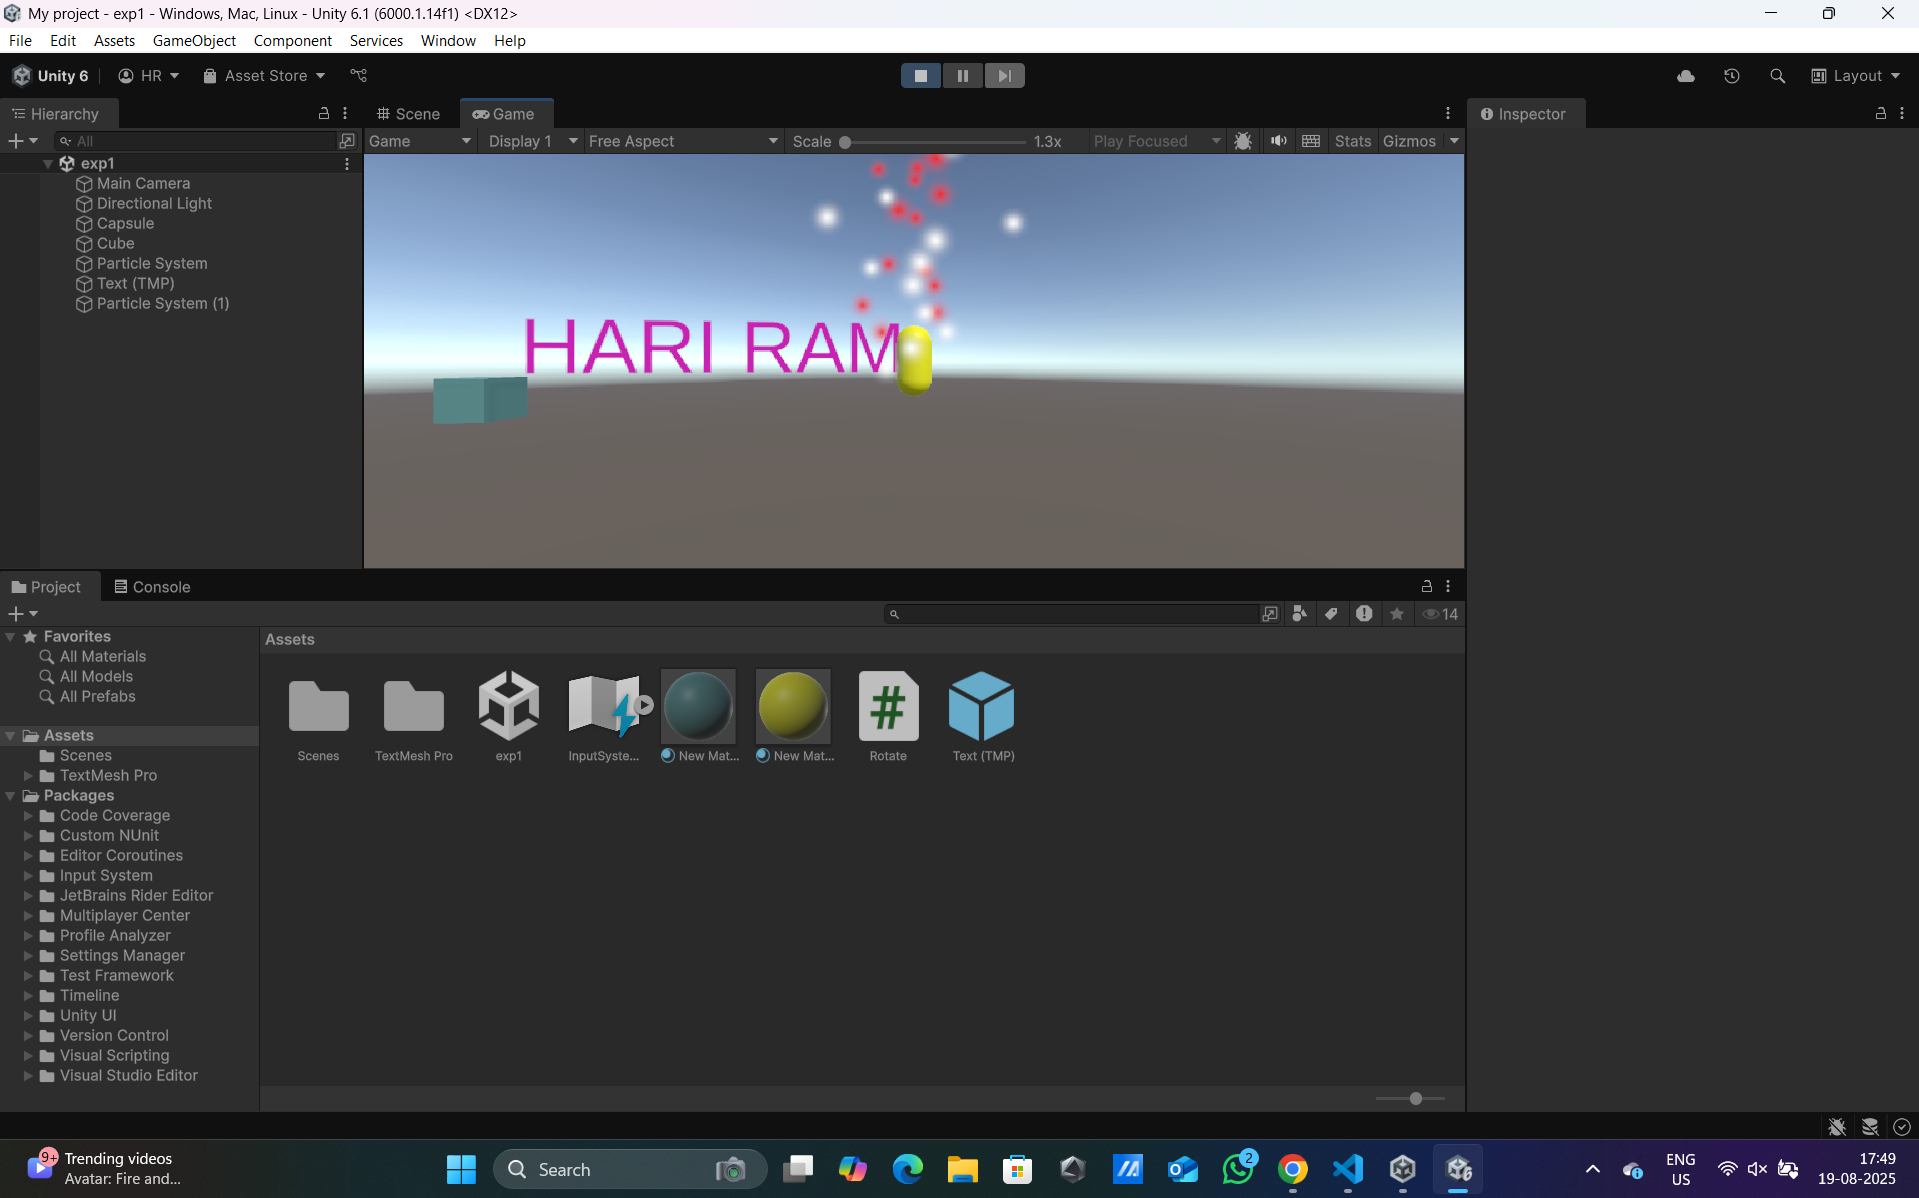 My project - exp1 - Windows, Mac, Linux - Unity 6.1 (6000.1.14f1) <DX12>
File Edit Assets GameObject Component Services Window Help
Unity 6 HR Asset Store Layout
Hierarchy Scene Game Inspector
All Game Display 1 Free Aspect Scale 1.3x Play Focused Stats Gizmos
exp1
Main Camera
Directional Light
Capsule
Cube
Particle System
Text (TMP)
Particle System (1)
HARI RAM
Project Console
14
Favorites
All Materials
All Models
All Prefabs
Assets
Scenes
TextMesh Pro
Packages
Code Coverage
Custom NUnit
Editor Coroutines
Input System
JetBrains Rider Editor
Multiplayer Center
Profile Analyzer
Settings Manager
Test Framework
Timeline
Unity UI
Version Control
Visual Scripting
Visual Studio Editor
Assets
#
Scenes TextMesh Pro exp1 InputSyste... New Mat... New Mat... Rotate Text (TMP)
9+ Trending videos
Avatar: Fire and...
Search
2
6
ENG
US
17:49
19-08-2025